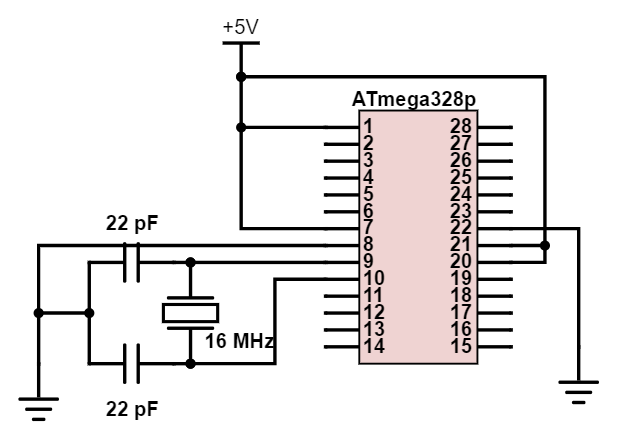 +5V
ATmega328p
1 28
2 27
3 26
4 25
5 24
6 23
7 22
8 21
9 20
10 19
11 18
12 17
13 16
14 15
22 pF
16 MHz
22 pF